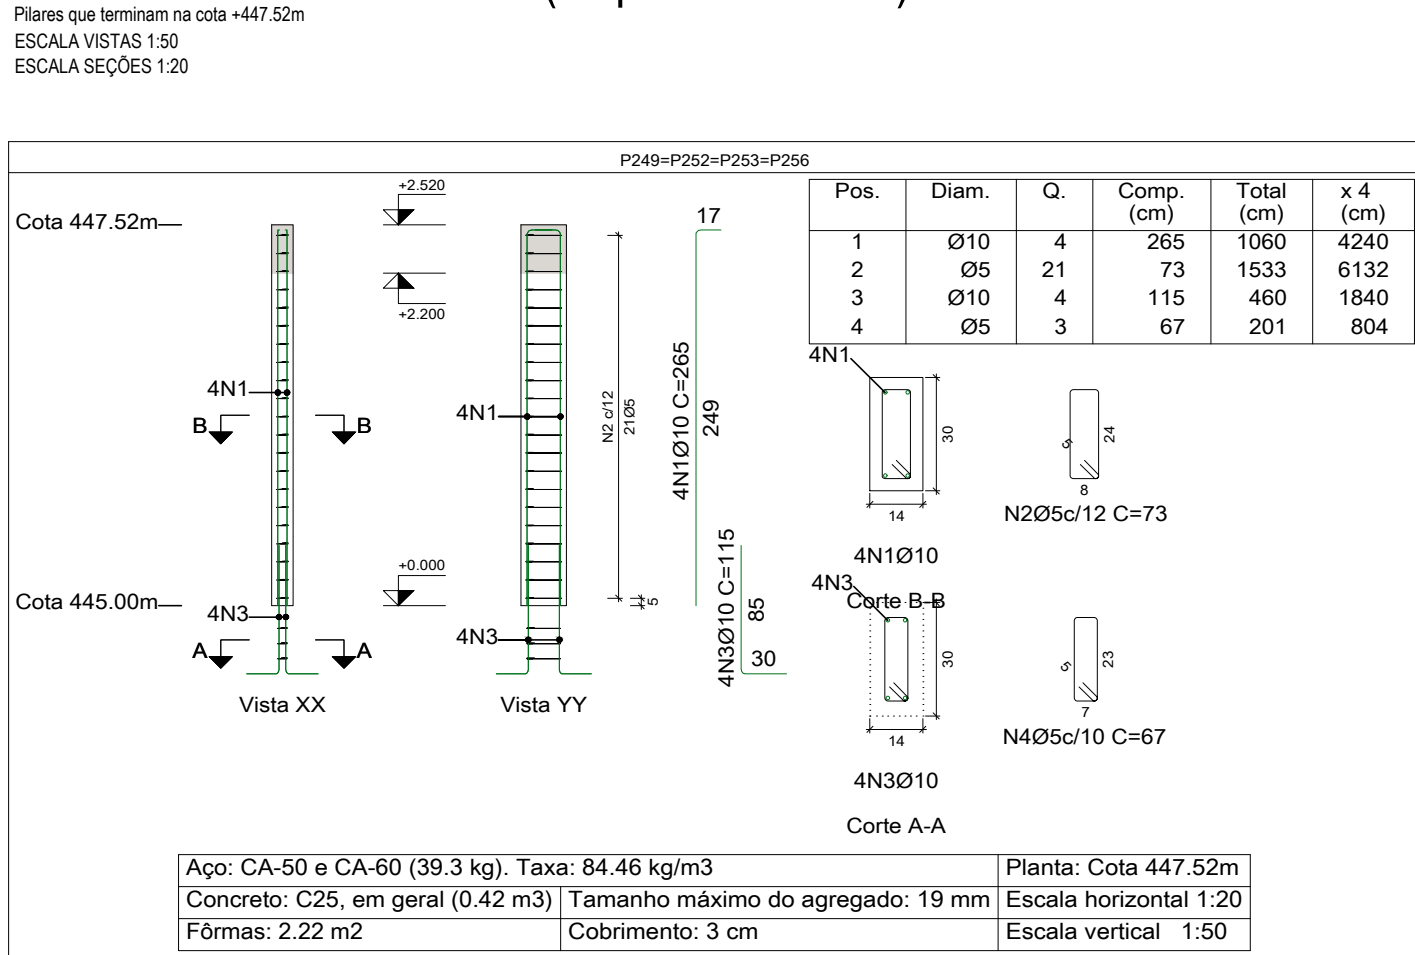 Pilares que terminam na cota +447.52m
ESCALA VISTAS 1:50
ESCALA SEÇÕES 1:20
P249=P252=P253=P256
Pos. Diam. Q. Comp. (cm) Total (cm) x 4 (cm)
1 Ø10 4 265 1060 4240
2 Ø5 21 73 1533 6132
3 Ø10 4 115 460 1840
4 Ø5 3 67 201 804
Cota 447.52m
+2.520
+2.200
4N1
B B
Cota 445.00m
+0.000
4N3
A A
Vista XX
4N1
4N3
N2 c/12
21Ø5
5
Vista YY
17
4N1Ø10 C=265
249
4N3Ø10 C=115
85
30
4N1
30
14
4N1Ø10
Corte B-B
5
24
8
N2Ø5c/12 C=73
4N3
30
14
4N3Ø10
Corte A-A
5
23
7
N4Ø5c/10 C=67
Aço: CA-50 e CA-60 (39.3 kg). Taxa: 84.46 kg/m3 Planta: Cota 447.52m
Concreto: C25, em geral (0.42 m3) Tamanho máximo do agregado: 19 mm Escala horizontal 1:20
Fôrmas: 2.22 m2 Cobrimento: 3 cm Escala vertical 1:50